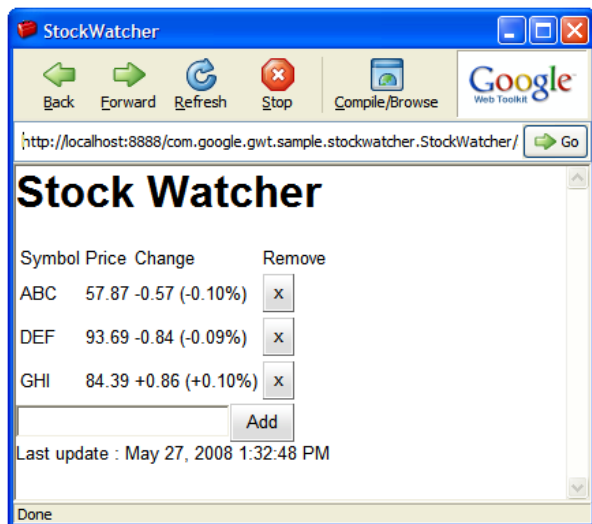 StockWatcher
Back Forward Refresh Stop Compile/Browse
Google
Web Toolkit
http://localhost:8888/com.google.gwt.sample.stockwatcher.StockWatcher/ Go
Stock Watcher
Symbol Price Change Remove
ABC 57.87 -0.57 (-0.10%) x
DEF 93.69 -0.84 (-0.09%) x
GHI 84.39 +0.86 (+0.10%) x
Add
Last update : May 27, 2008 1:32:48 PM
Done